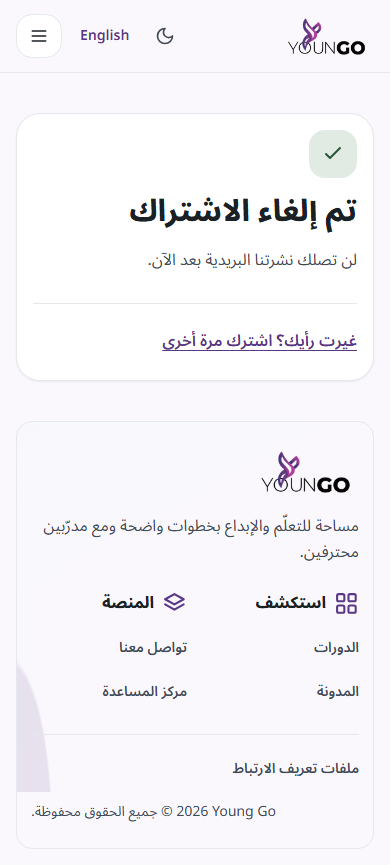 English
YOUNGO
تم إلغاء الاشتراك
لن تصلك نشرتنا البريدية بعد الآن.
غيرت رأيك؟ اشترك مرة أخرى
YOUNGO
مساحة للتعلّم والإبداع بخطوات واضحة ومع مدرّبين
محترفين.
استكشف
الدورات
المدونة
المنصة
تواصل معنا
مركز المساعدة
ملفات تعريف الارتباط
© 2026 Young Go جميع الحقوق محفوظة.